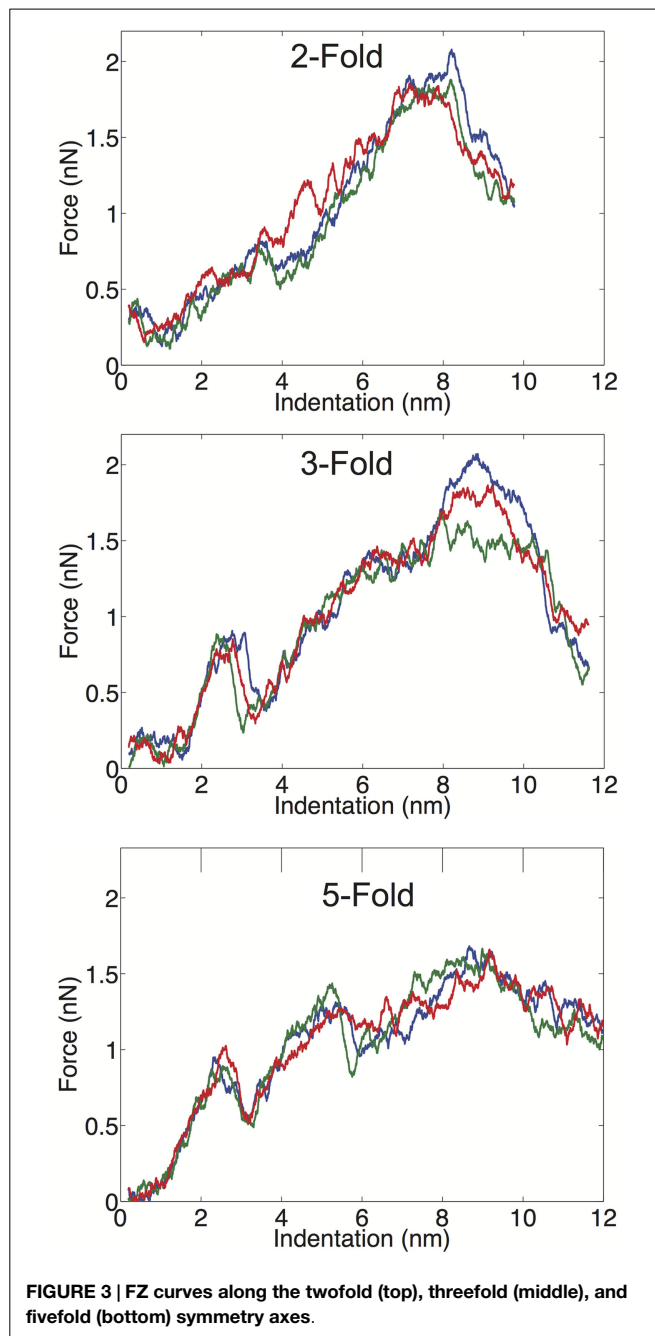 2-Fold
2
1.5
1
0.5
0
Force (nN)
0 2 4 6 8 10 12
Indentation (nm)
3-Fold
2
1.5
1
0.5
0
Force (nN)
0 2 4 6 8 10 12
Indentation (nm)
5-Fold
2
1.5
1
0.5
0
Force (nN)
0 2 4 6 8 10 12
Indentation (nm)
FIGURE 3 | FZ curves along the twofold (top), threefold (middle), and
fivefold (bottom) symmetry axes.